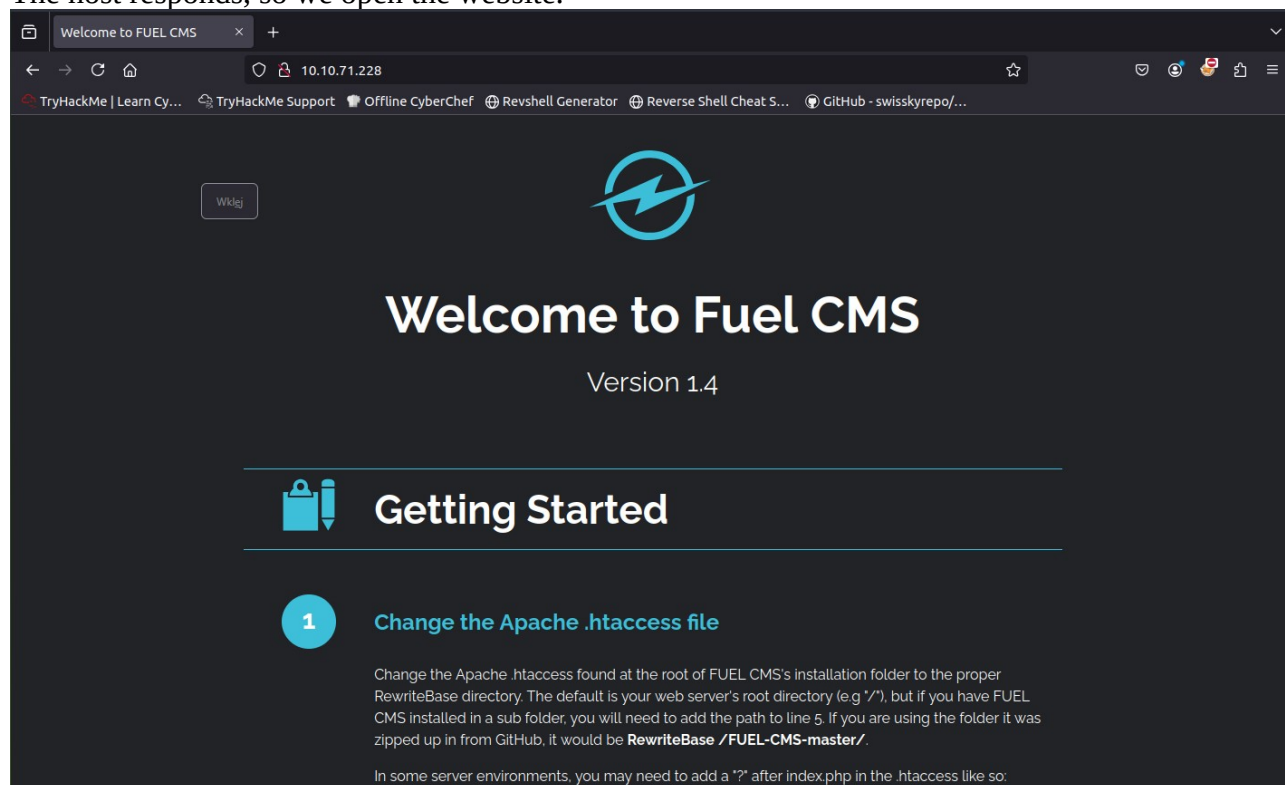 The host responds, so we open the website.
Welcome to FUEL CMS
10.10.71.228
TryHackMe | Learn Cy... TryHackMe Support Offline CyberChef Revshell Generator Reverse Shell Cheat S... GitHub - swisskyrepo/...
Wklej
Welcome to Fuel CMS
Version 1.4
Getting Started
1 Change the Apache .htaccess file
Change the Apache .htaccess found at the root of FUEL CMS's installation folder to the proper
RewriteBase directory. The default is your web server's root directory (e.g "/"), but if you have FUEL
CMS installed in a sub folder, you will need to add the path to line 5. If you are using the folder it was
zipped up in from GitHub, it would be RewriteBase /FUEL-CMS-master/.
In some server environments, you may need to add a "?" after index.php in the .htaccess like so: